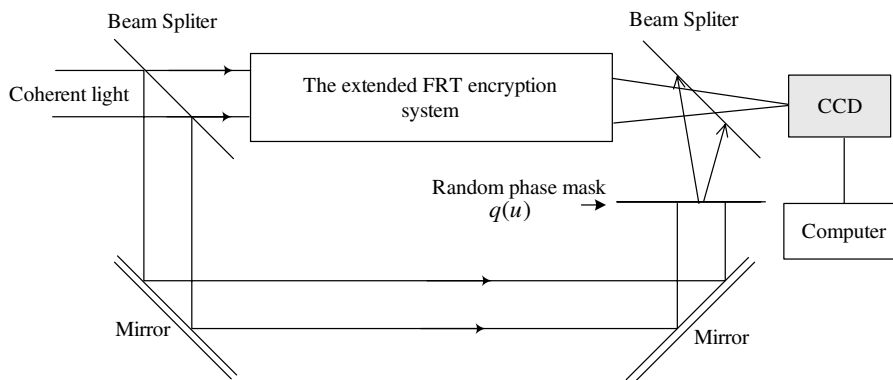 Beam Spliter
Beam Spliter
Coherent light
The extended FRT encryption
system
CCD
Random phase mask
q(u)
Computer
Mirror
Mirror